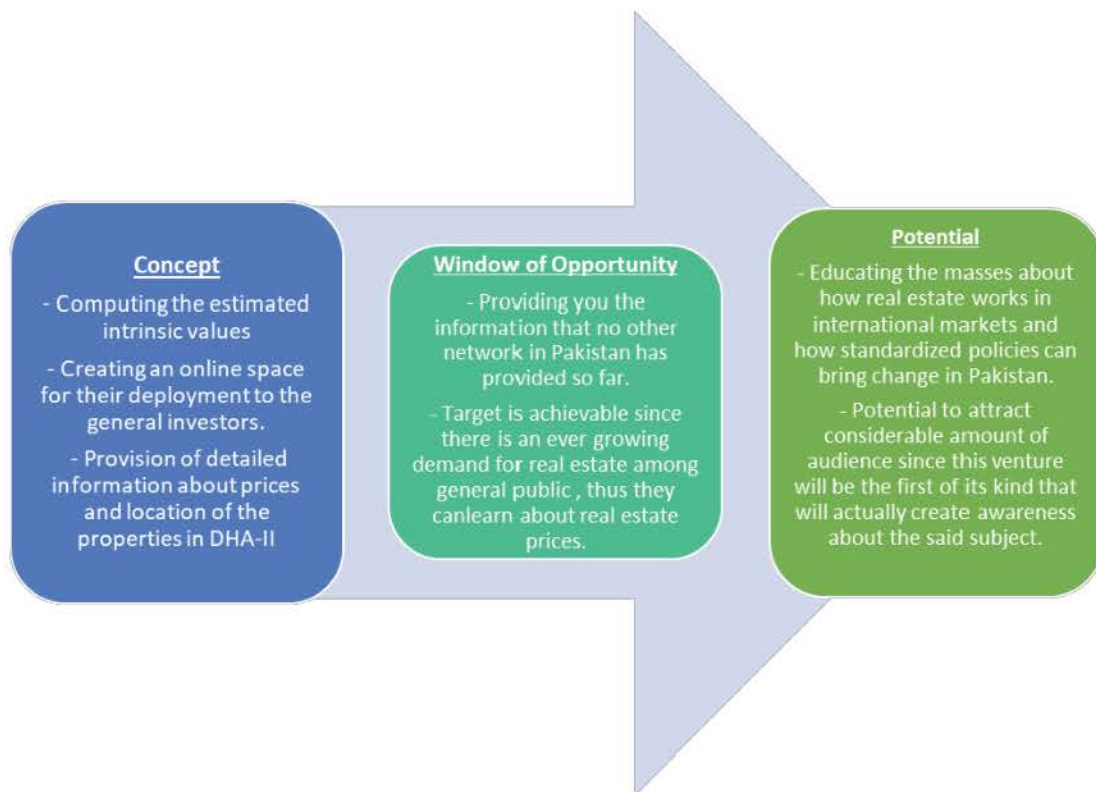 Concept
- Computing the estimated
intrinsic values
- Creating an online space
for their deployment to the
general investors.
- Provision of detailed
information about prices
and location of the
properties in DHA-II
Window of Opportunity
- Providing you the
information that no other
network in Pakistan has
provided so far.
- Target is achievable since
there is an ever growing
demand for real estate among
general public , thus they
canlearn about real estate
prices.
Potential
- Educating the masses about
how real estate works in
international markets and
how standardized policies can
bring change in Pakistan.
- Potential to attract
considerable amount of
audience since this venture
will be the first of its kind that
will actually create awareness
about the said subject.